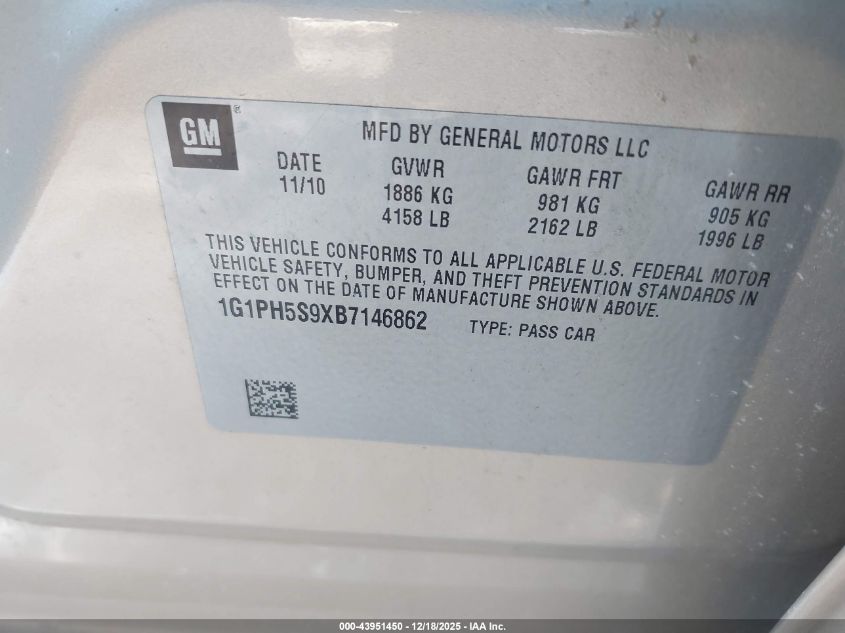 GM®
MFD BY GENERAL MOTORS LLC
DATE GVWR GAWR FRT GAWR RR
11/10 1886 KG 981 KG 905 KG
4158 LB 2162 LB 1996 LB
THIS VEHICLE CONFORMS TO ALL APPLICABLE U.S. FEDERAL MOTOR
VEHICLE SAFETY, BUMPER, AND THEFT PREVENTION STANDARDS IN
EFFECT ON THE DATE OF MANUFACTURE SHOWN ABOVE.
1G1PH5S9XB7146862 TYPE: PASS CAR
000-43951450 - 12/18/2025 - IAA Inc.